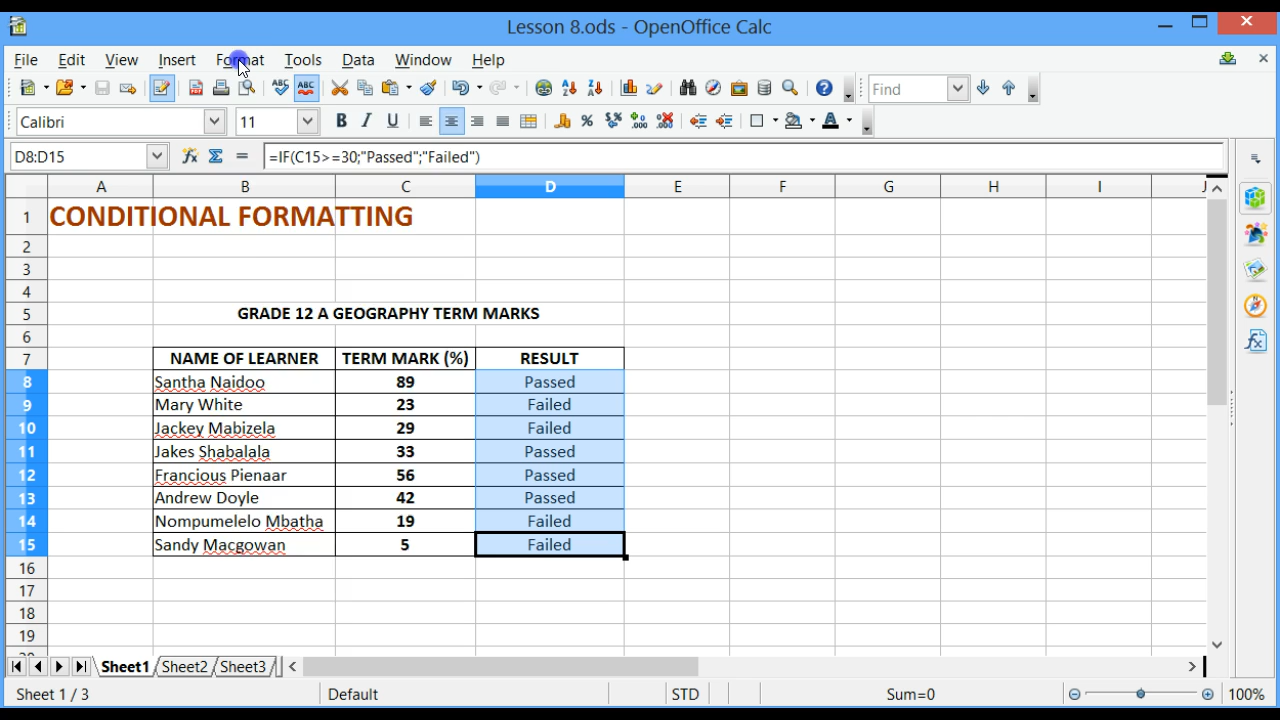 Lesson 8.ods - OpenOffice Calc
File Edit View Insert Format Tools Data Window Help
ABC ABC Find
Calibri 11 B I U A
D8:D15 =IF(C15>=30;"Passed";"Failed")
A B C D E F G H I J
1 CONDITIONAL FORMATTING
2
3
4
5 GRADE 12 A GEOGRAPHY TERM MARKS
6
7 NAME OF LEARNER TERM MARK (%) RESULT
8 Santha Naidoo 89 Passed
9 Mary White 23 Failed
10 Jackey Mabizela 29 Failed
11 Jakes Shabalala 33 Passed
12 Francious Pienaar 56 Passed
13 Andrew Doyle 42 Passed
14 Nompumelelo Mbatha 19 Failed
15 Sandy Macgowan 5 Failed
16
17
18
19
Sheet1 Sheet2 Sheet3
Sheet 1 / 3 Default STD Sum=0 100%